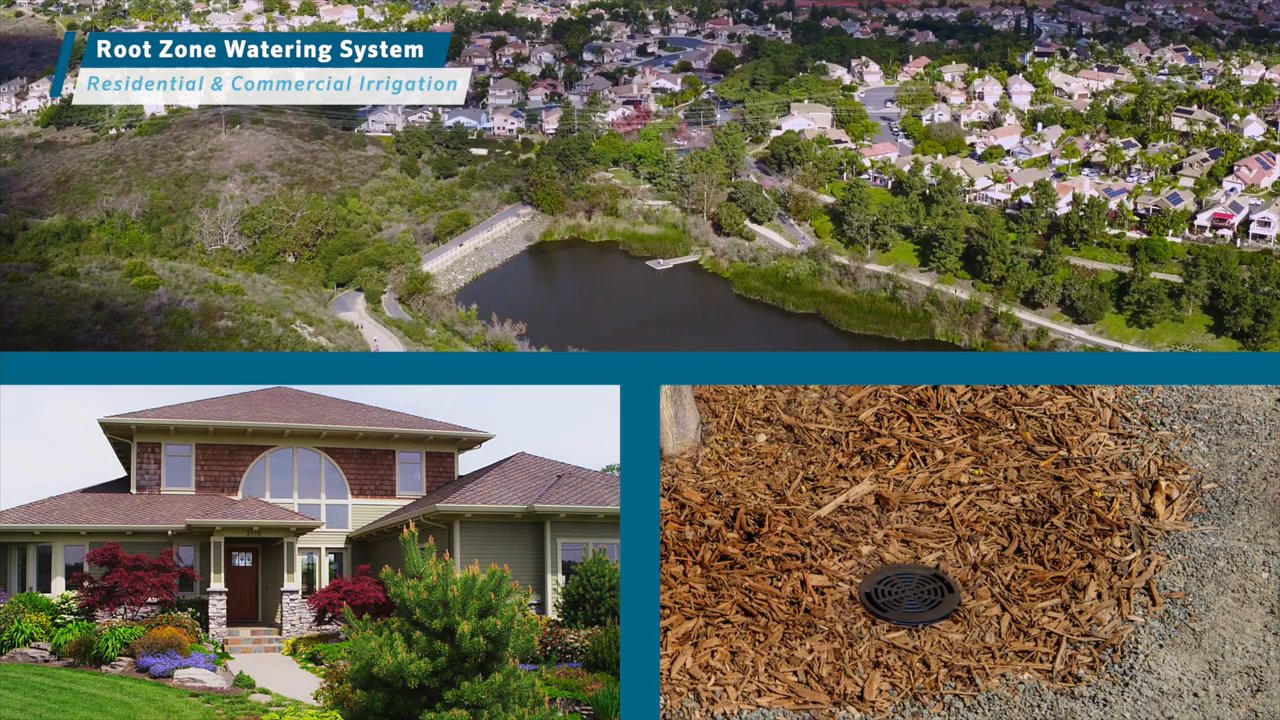 Root Zone Watering System
Residential & Commercial Irrigation